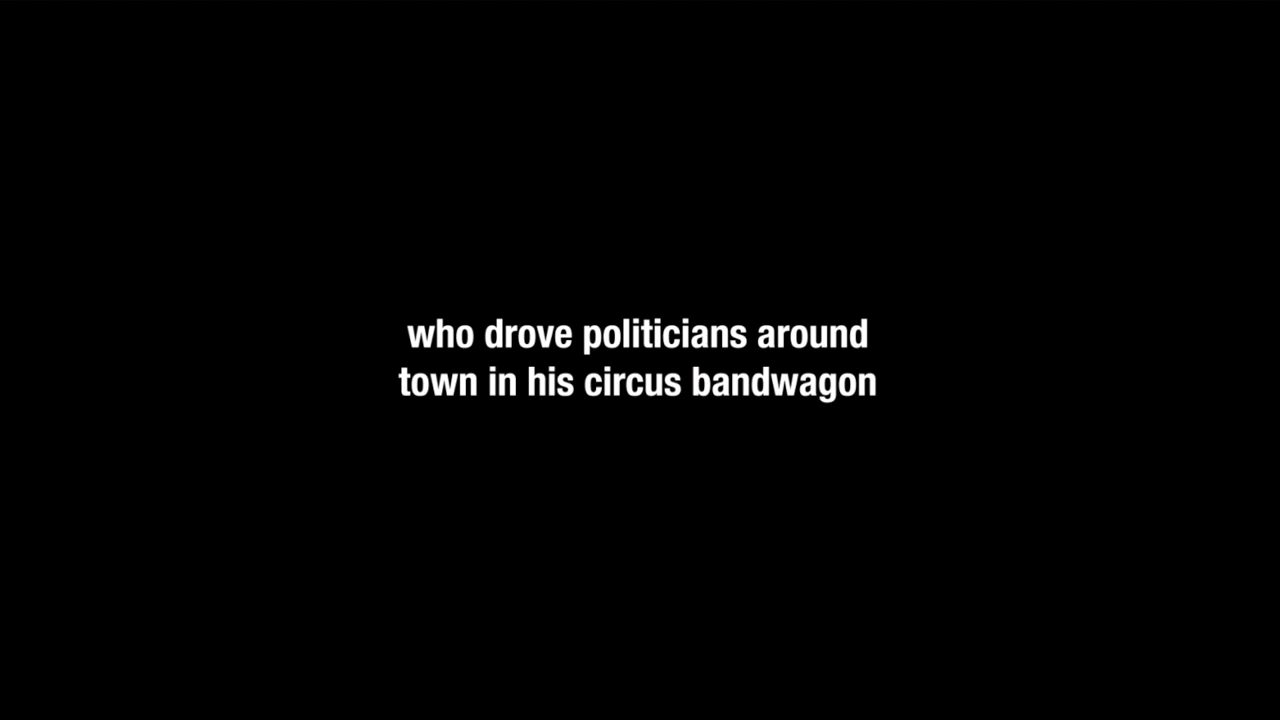 who drove politicians around
town in his circus bandwagon